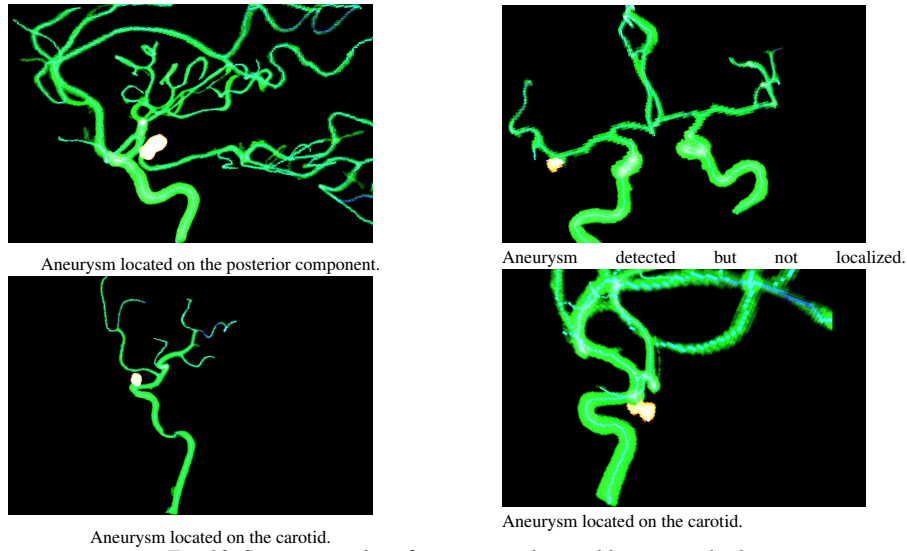 Aneurysm located on the posterior component.
Aneurysm detected but not localized.
Aneurysm located on the carotid.
Aneurysm located on the carotid.